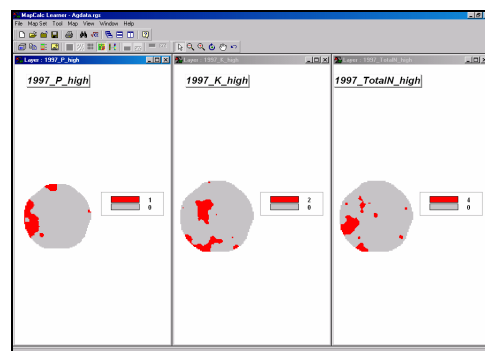 MapCalc Learner - Agdata.rgs
File Map Set Tool Map View Window Help
Layer : 1997_P_high
Layer : 1997_K_high
Layer : 1997_TotalN_high
1997_P_high
1997_K_high
1997_TotalN_high
1
0
2
0
4
0